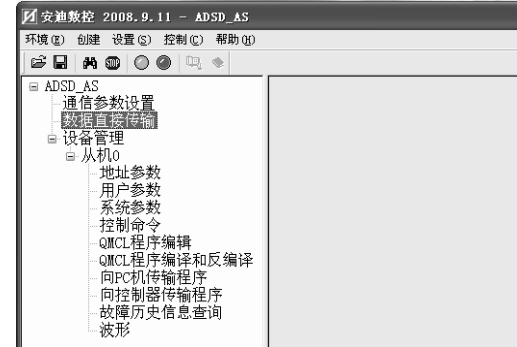 安迪数控 2008.9.11 - ADSD_AS
环境(E) 创建 设置(S) 控制(C) 帮助(H)
STOP
ADSD_AS
通信参数设置
数据直接传输
设备管理
从机0
地址参数
用户参数
系统参数
控制命令
QMCL程序编辑
QMCL程序编译和反编译
向PC机传输程序
向控制器传输程序
故障历史信息查询
波形